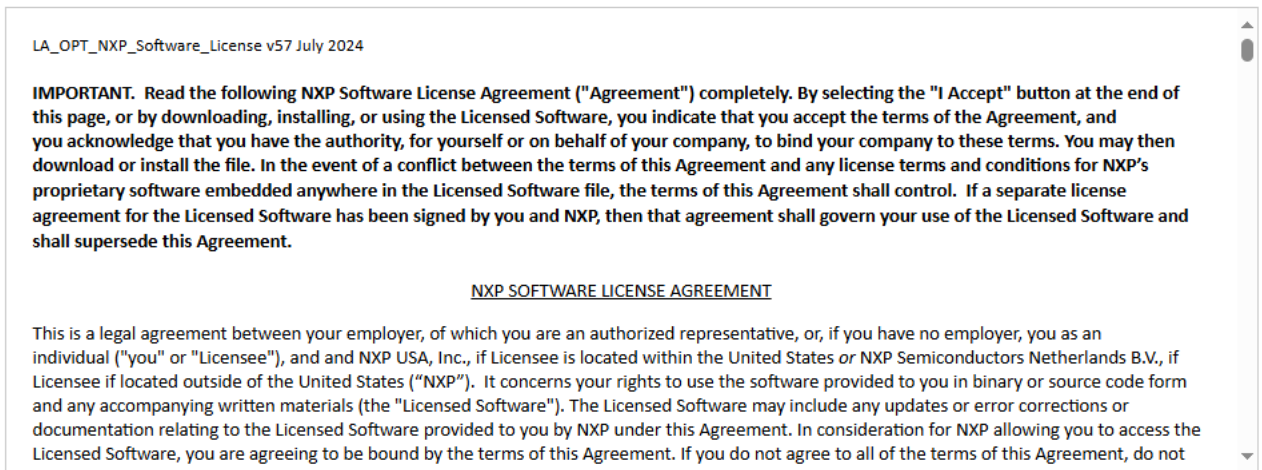 LA_OPT_NXP_Software_License v57 July 2024
IMPORTANT.  Read the following NXP Software License Agreement ("Agreement") completely. By selecting the "I Accept" button at the end of
this page, or by downloading, installing, or using the Licensed Software, you indicate that you accept the terms of the Agreement, and
you acknowledge that you have the authority, for yourself or on behalf of your company, to bind your company to these terms. You may then
download or install the file. In the event of a conflict between the terms of this Agreement and any license terms and conditions for NXP’s
proprietary software embedded anywhere in the Licensed Software file, the terms of this Agreement shall control.  If a separate license
agreement for the Licensed Software has been signed by you and NXP, then that agreement shall govern your use of the Licensed Software and
shall supersede this Agreement.
NXP SOFTWARE LICENSE AGREEMENT
This is a legal agreement between your employer, of which you are an authorized representative, or, if you have no employer, you as an
individual ("you" or "Licensee"), and and NXP USA, Inc., if Licensee is located within the United States or NXP Semiconductors Netherlands B.V., if
Licensee if located outside of the United States (“NXP”).  It concerns your rights to use the software provided to you in binary or source code form
and any accompanying written materials (the "Licensed Software"). The Licensed Software may include any updates or error corrections or
documentation relating to the Licensed Software provided to you by NXP under this Agreement. In consideration for NXP allowing you to access the
Licensed Software, you are agreeing to be bound by the terms of this Agreement. If you do not agree to all of the terms of this Agreement, do not